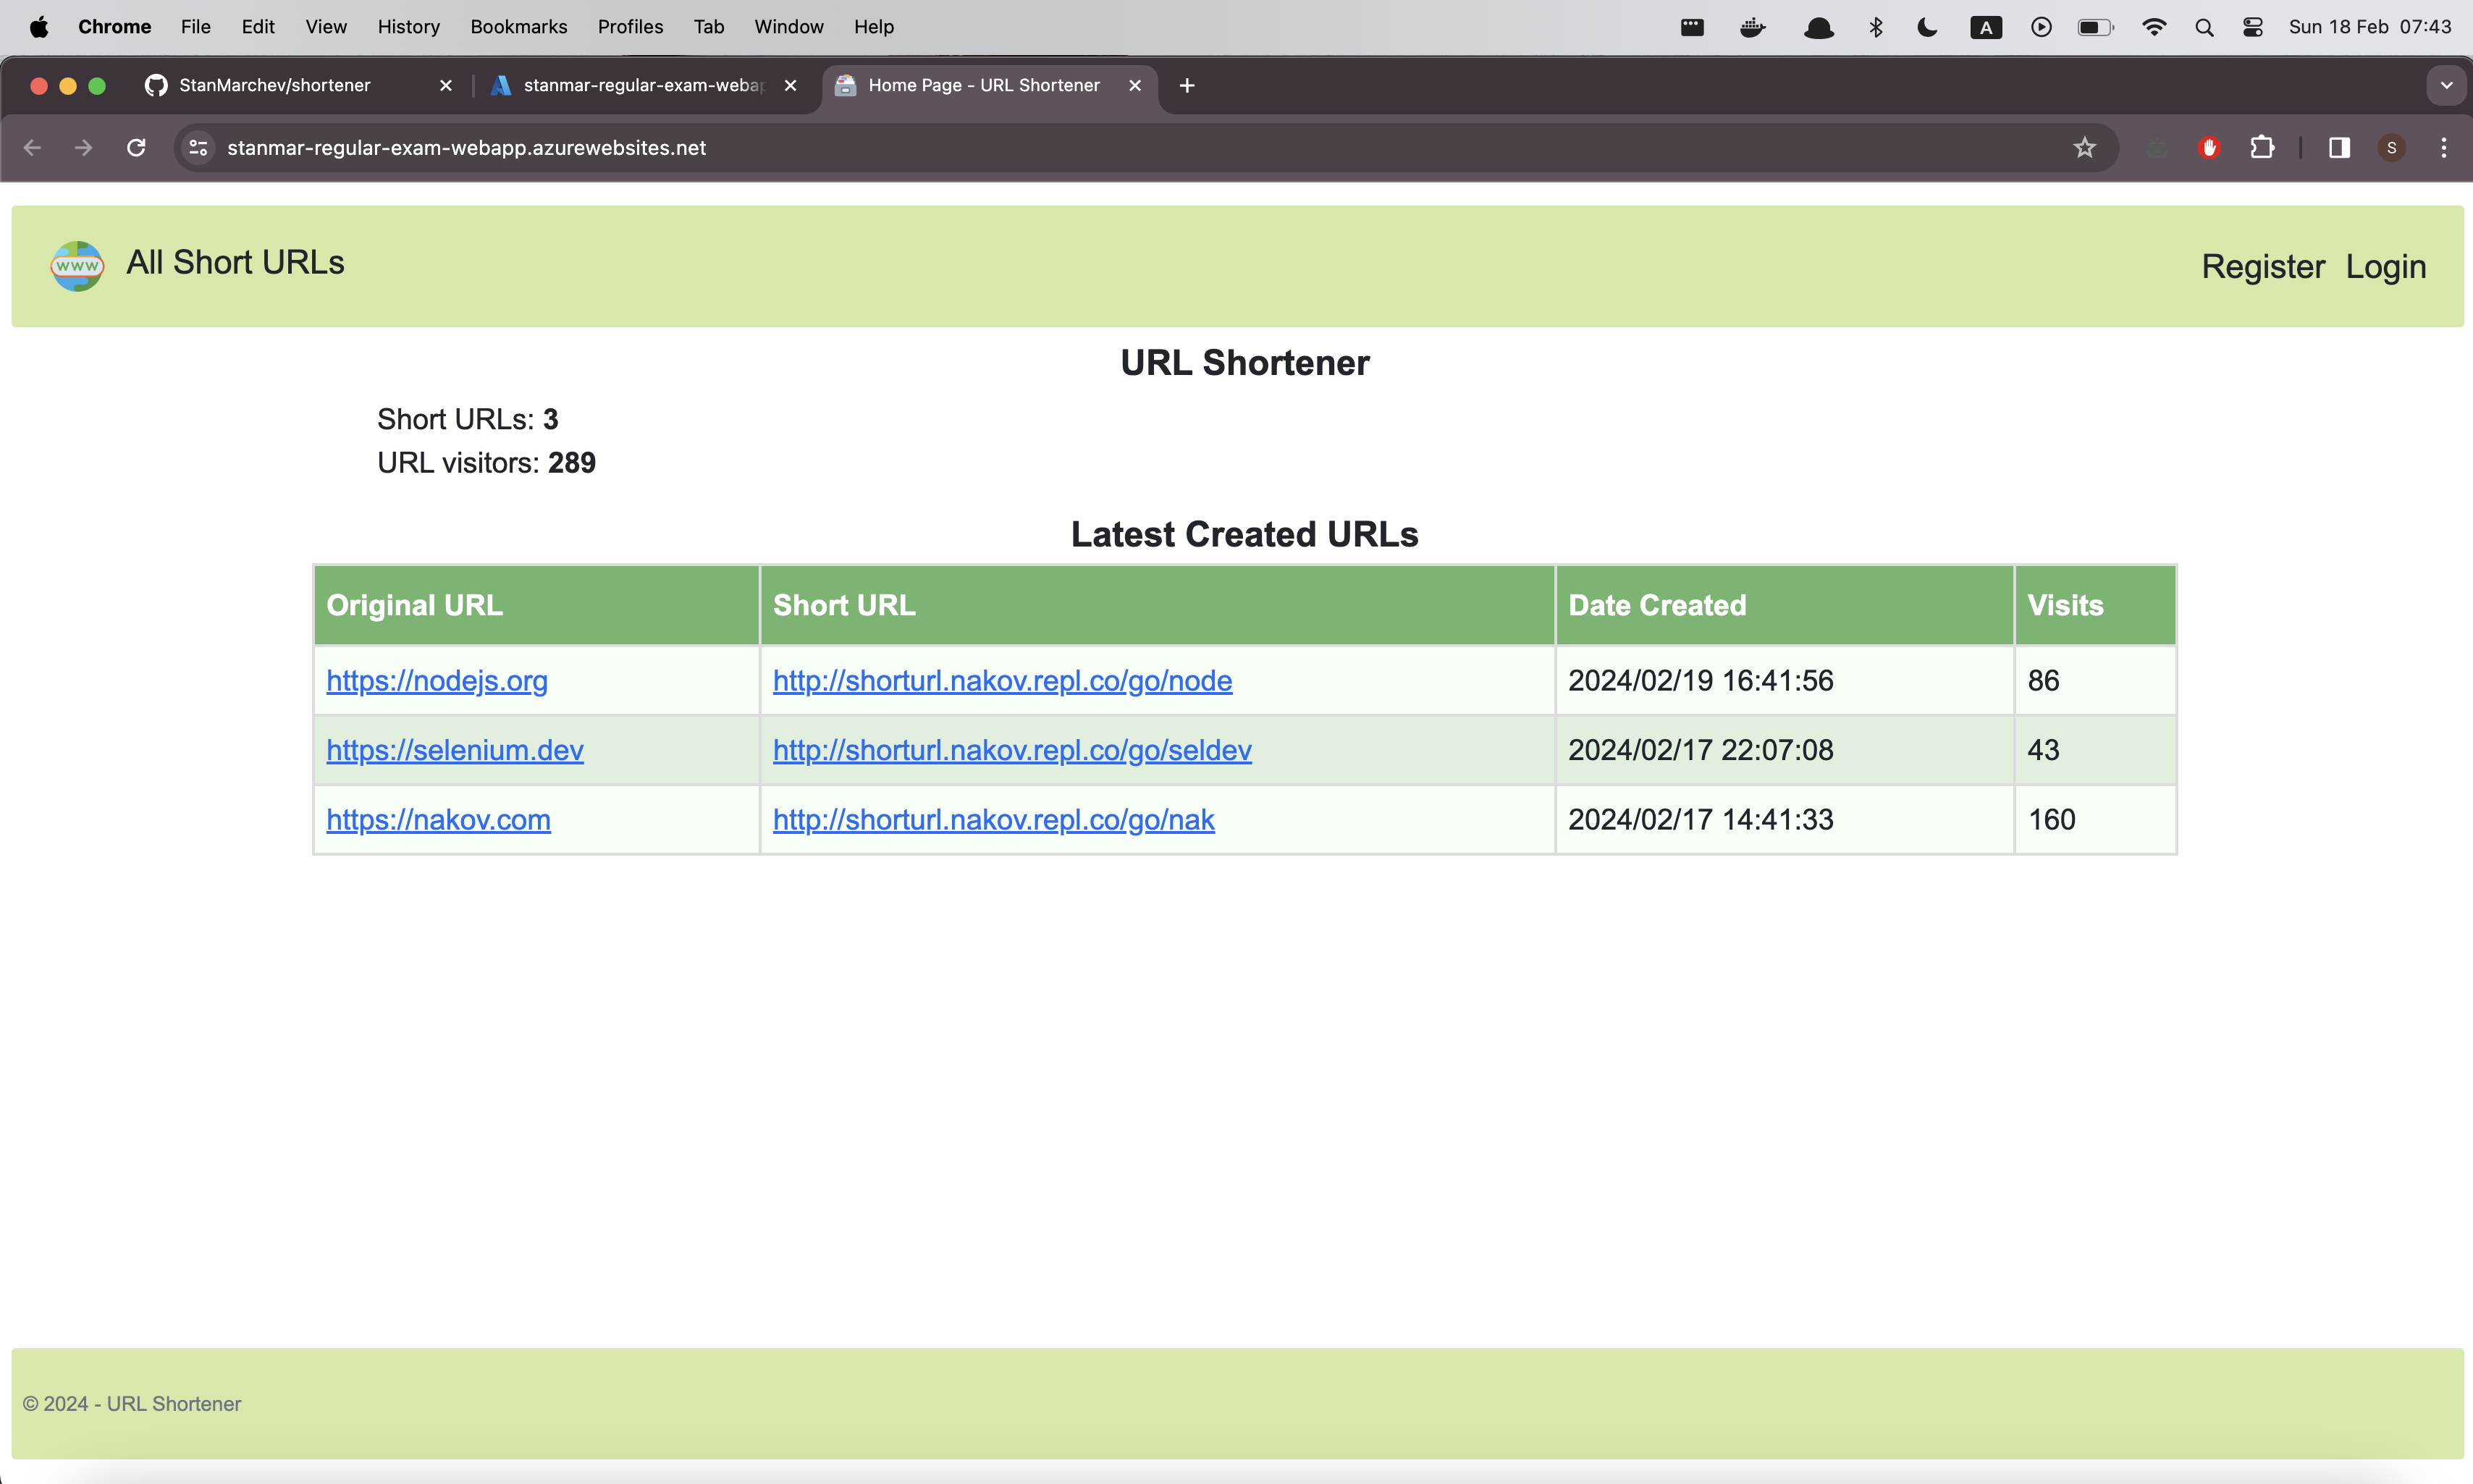 Chrome File Edit View History Bookmarks Profiles Tab Window Help A Sun 18 Feb 07:43
StanMarchev/shortener stanmar-regular-exam-webap Home Page - URL Shortener
stanmar-regular-exam-webapp.azurewebsites.net S
www All Short URLs Register Login
URL Shortener
Short URLs: 3
URL visitors: 289
Latest Created URLs
Original URL Short URL Date Created Visits
https://nodejs.org http://shorturl.nakov.repl.co/go/node 2024/02/19 16:41:56 86
https://selenium.dev http://shorturl.nakov.repl.co/go/seldev 2024/02/17 22:07:08 43
https://nakov.com http://shorturl.nakov.repl.co/go/nak 2024/02/17 14:41:33 160
© 2024 - URL Shortener